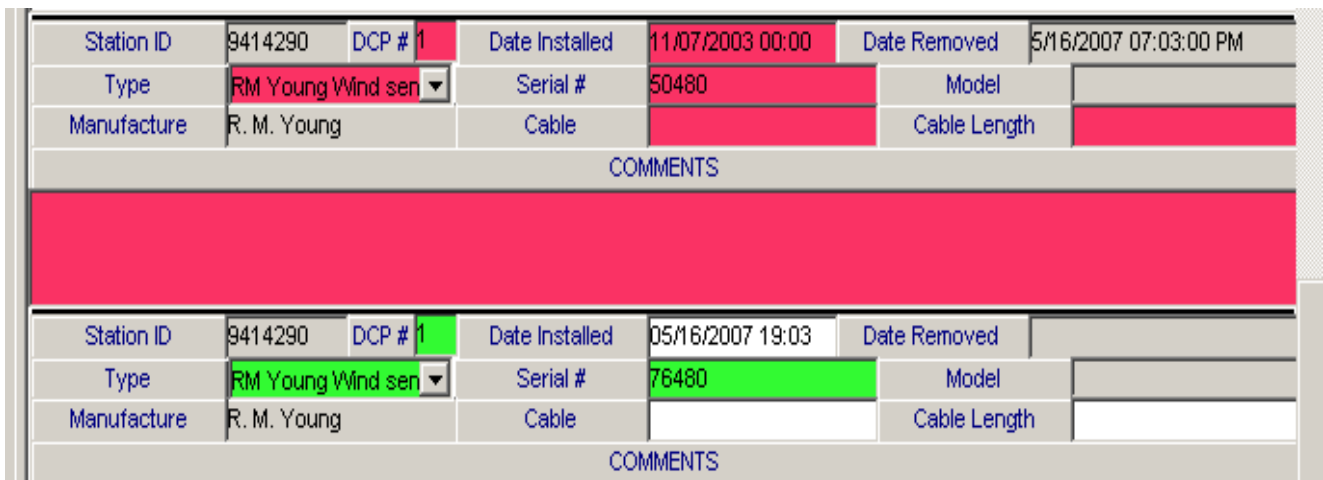 Station ID 9414290 DCP # 1 Date Installed 11/07/2003 00:00 Date Removed 5/16/2007 07:03:00 PM
Type RM Young Wind sen Serial # 50480 Model
Manufacture R. M. Young Cable Cable Length
COMMENTS
Station ID 9414290 DCP # 1 Date Installed 05/16/2007 19:03 Date Removed
Type RM Young Wind sen Serial # 76480 Model
Manufacture R. M. Young Cable Cable Length
COMMENTS